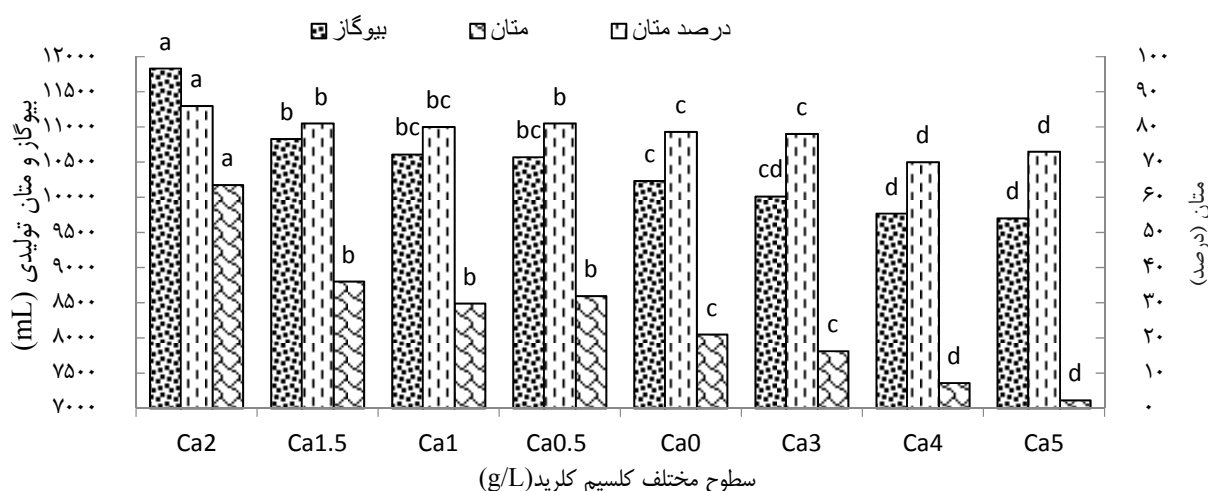 بیوگاز متان درصد متان
بیوگاز و متان تولیدی (mL)
۱۲۰۰۰
۱۱۵۰۰
۱۱۰۰۰
۱۰۵۰۰
۱۰۰۰۰
۹۵۰۰
۹۰۰۰
۸۵۰۰
۸۰۰۰
۷۵۰۰
۷۰۰۰
a a a
b b b
bc bc b
bc b b
c c c
cd c c
d d d
d d d
۱۰۰
۹۰
۸۰
۷۰
۶۰
۵۰
۴۰
۳۰
۲۰
۱۰
۰
متان (درصد)
Ca2 Ca1.5 Ca1 Ca0.5 Ca0 Ca3 Ca4 Ca5
سطوح مختلف کلسیم کلرید(g/L)